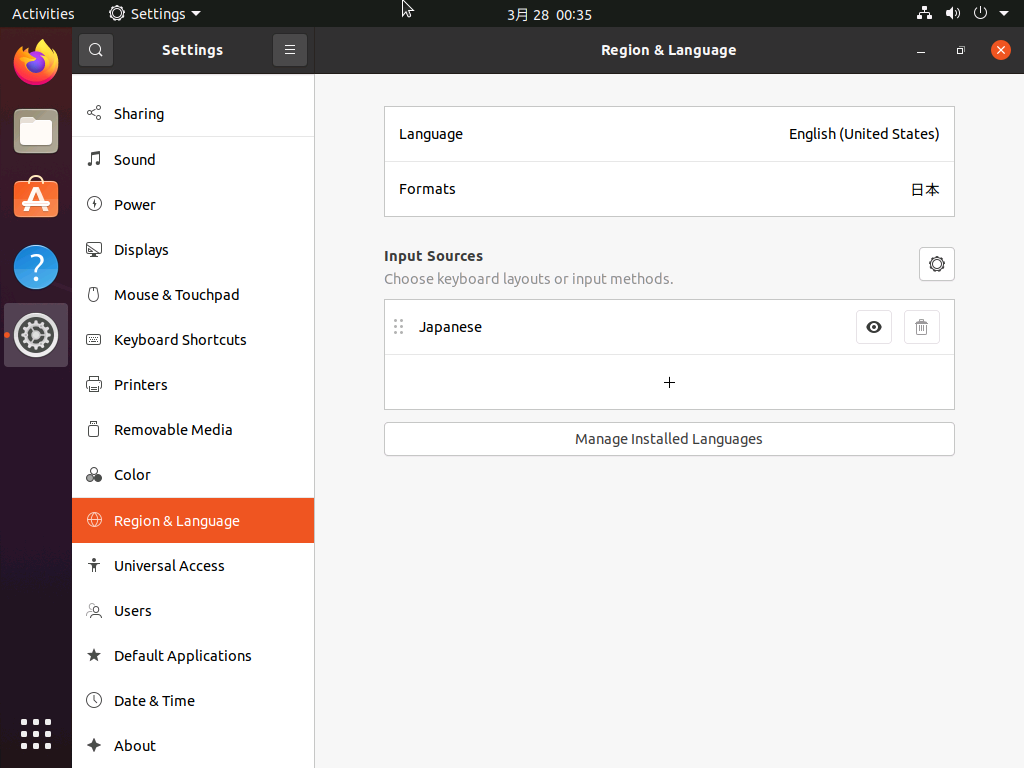 Activities
Settings
3月 28 00:35
Settings
Region & Language
Sharing
Sound
Power
Displays
Mouse & Touchpad
Keyboard Shortcuts
Printers
Removable Media
Color
Region & Language
Universal Access
Users
Default Applications
Date & Time
About
Language
English (United States)
Formats
日本
Input Sources
Choose keyboard layouts or input methods.
Japanese
Manage Installed Languages